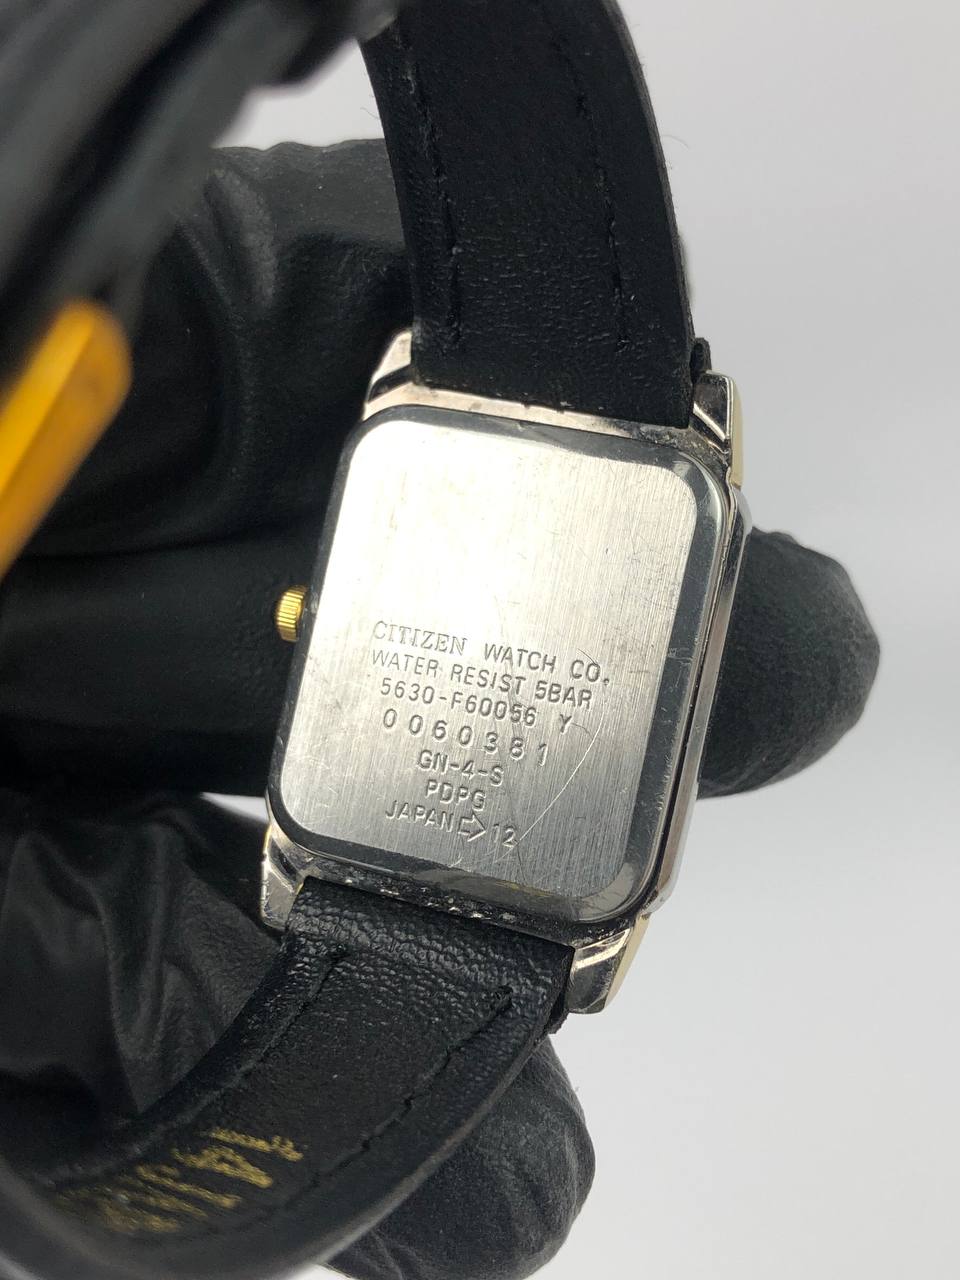 CITIZEN WATCH CO.
WATER RESIST 5BAR
5630-F60056 Y
0060381
GN-4-S
PDPG
JAPAN 12